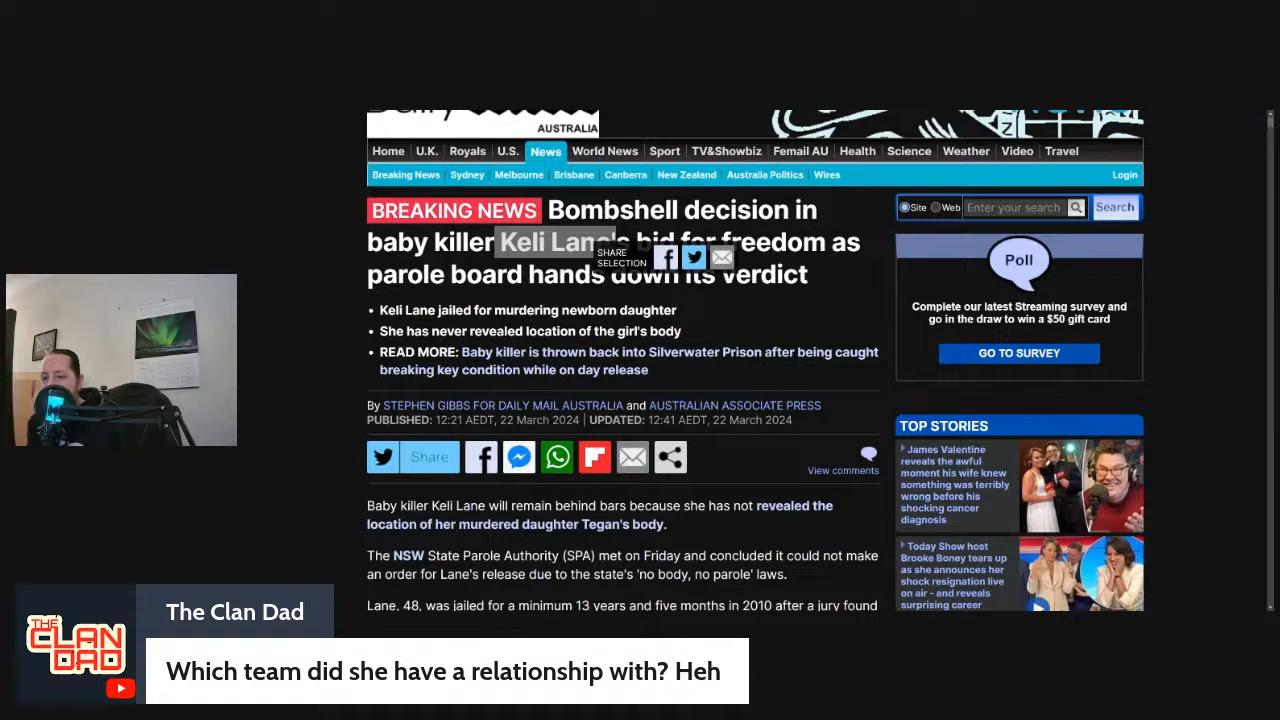 AUSTRALIA
Home U.K. Royals U.S. News World News Sport TV&Showbiz Femail AU Health Science Weather Video Travel
Breaking News Sydney Melbourne Brisbane Canberra New Zealand Australia Politics Wires Login
BREAKING NEWS Bombshell decision in
baby killer Keli Lane's bid for freedom as
parole board hands down its verdict
SHARE
SELECTION
• Keli Lane jailed for murdering newborn daughter
• She has never revealed location of the girl's body
• READ MORE: Baby killer is thrown back into Silverwater Prison after being caught
breaking key condition while on day release
By STEPHEN GIBBS FOR DAILY MAIL AUSTRALIA and AUSTRALIAN ASSOCIATE PRESS
PUBLISHED: 12:21 AEDT, 22 March 2024 | UPDATED: 12:41 AEDT, 22 March 2024
Share
View comments
Baby killer Keli Lane will remain behind bars because she has not revealed the
location of her murdered daughter Tegan's body.
The NSW State Parole Authority (SPA) met on Friday and concluded it could not make
an order for Lane's release due to the state's 'no body, no parole' laws.
Lane, 48, was jailed for a minimum 13 years and five months in 2010 after a jury found
Site Web Enter your search Search
Poll
Complete our latest Streaming survey and
go in the draw to win a $50 gift card
GO TO SURVEY
TOP STORIES
James Valentine
reveals the awful
moment his wife knew
something was terribly
wrong before his
shocking cancer
diagnosis
Today Show host
Brooke Boney tears up
as she announces her
shock resignation live
on air - and reveals
surprising career
THE
CLAN
DAD
The Clan Dad
Which team did she have a relationship with? Heh